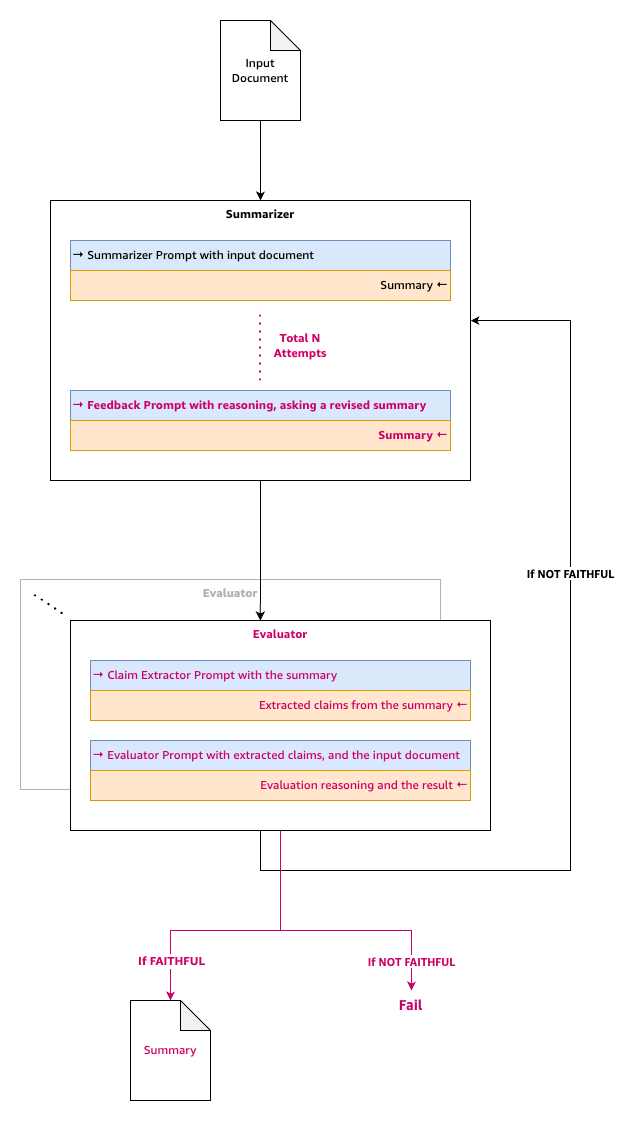 Input
Document
Summarizer
→ Summarizer Prompt with input document
Summary ←
Total N
Attempts
→ Feedback Prompt with reasoning, asking a revised summary
Summary ←
If NOT FAITHFUL
Evaluator
Evaluator
→ Claim Extractor Prompt with the summary
Extracted claims from the summary ←
→ Evaluator Prompt with extracted claims, and the input document
Evaluation reasoning and the result ←
If FAITHFUL
If NOT FAITHFUL
Fail
Summary